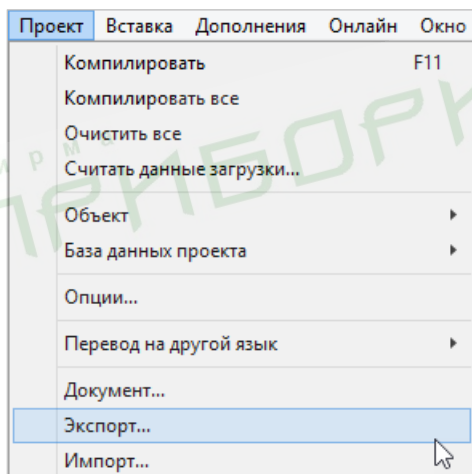 Проект Вставка Дополнения Онлайн Окно
Компилировать F11
Компилировать все
Очистить все
Считать данные загрузки...
Объект
База данных проекта
Опции...
Перевод на другой язык
Документ...
Экспорт...
Импорт...